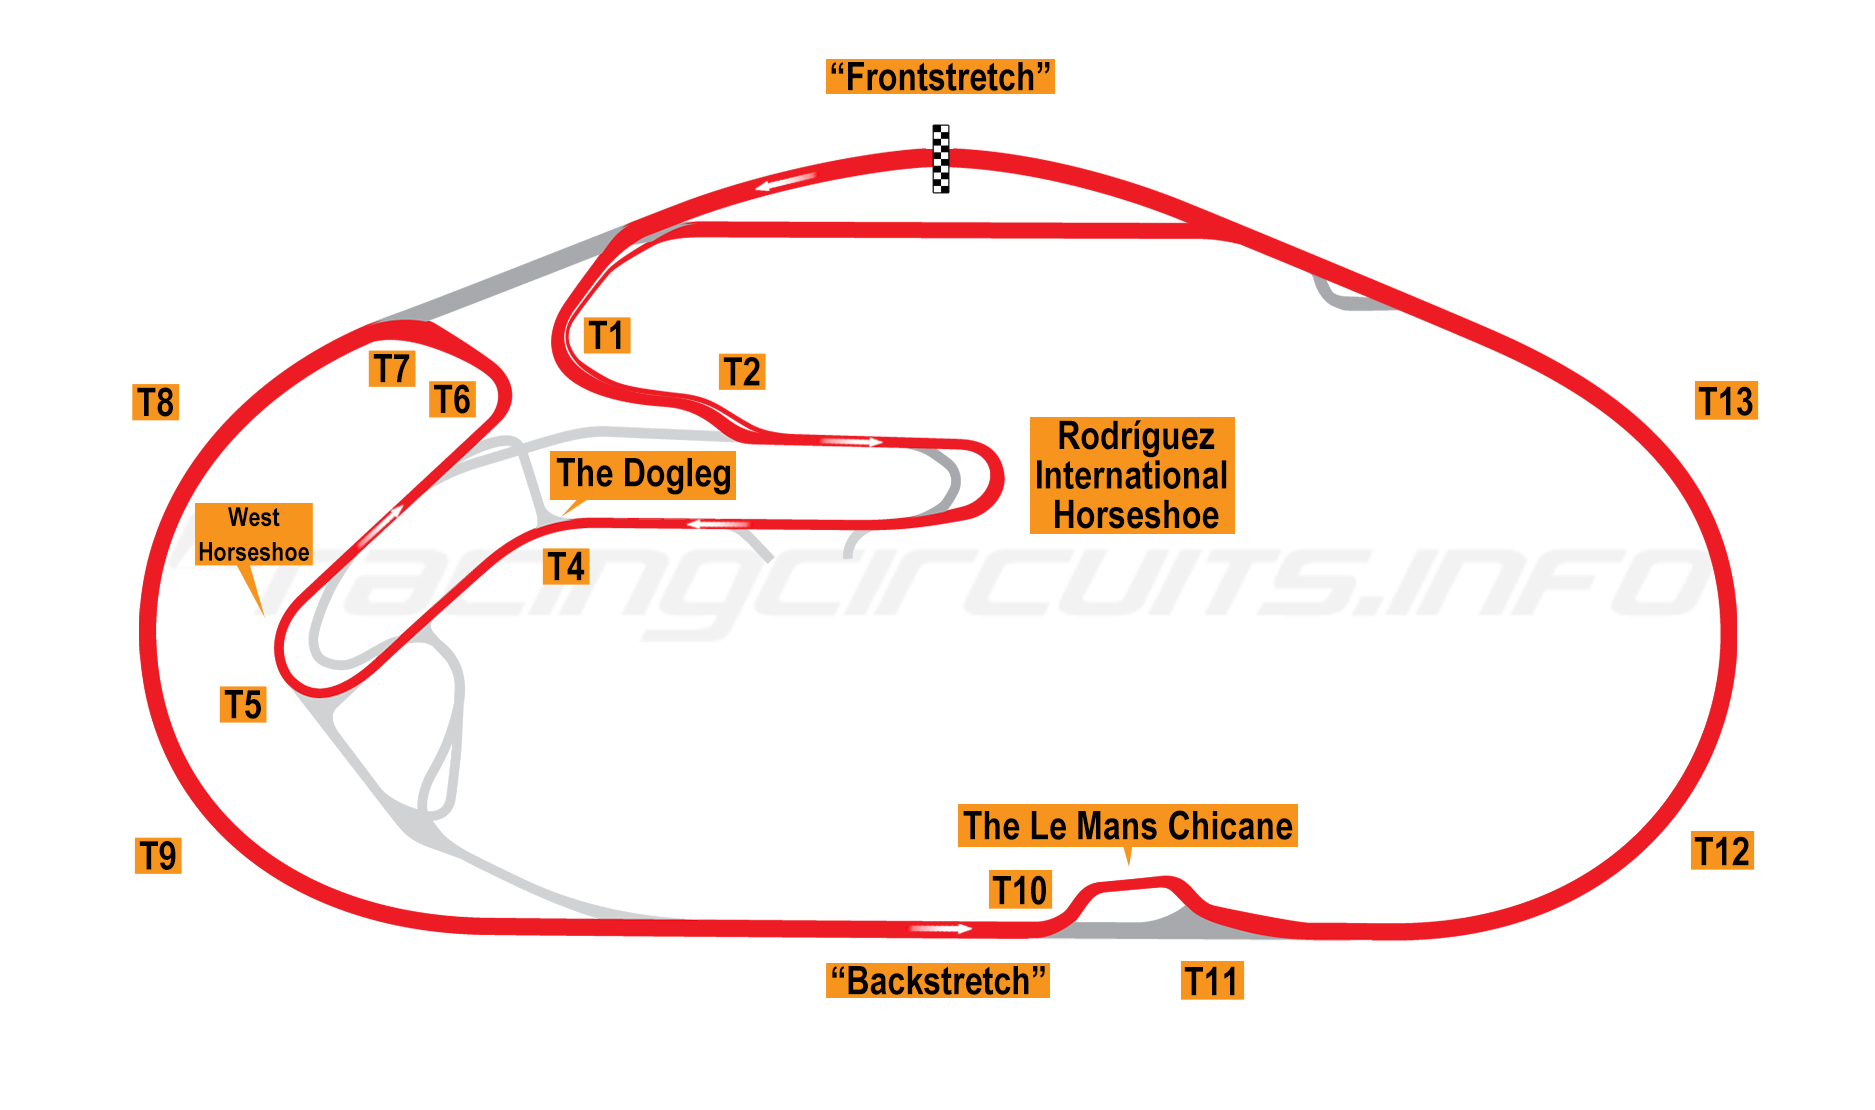 “Frontstretch”
T1
T2
T7
T6
T8
T13
Rodríguez
International
Horseshoe
The Dogleg
West
Horseshoe
T4
racingcircuits.info
T5
The Le Mans Chicane
T9
T12
T10
“Backstretch”
T11